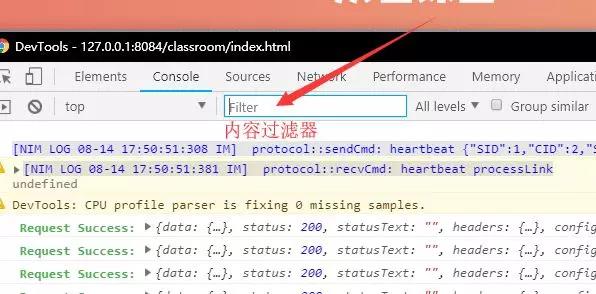 DevTools - 127.0.0.1:8084/classroom/index.html
Elements Console Sources Network Performance Memory Application
top Filter All levels Group similar
内容过滤器
[NIM LOG 08-14 17:50:51:308 IM] protocol::sendCmd: heartbeat {"SID":1,"CID":2,"S
[NIM LOG 08-14 17:50:51:381 IM] protocol::recvCmd: heartbeat processLink
undefined
DevTools: CPU profile parser is fixing 0 missing samples.
Request Success: {data: {…}, status: 200, statusText: "", headers: {…}, config
Request Success: {data: {…}, status: 200, statusText: "", headers: {…}, config
Request Success: {data: {…}, status: 200, statusText: "", headers: {…}, config
Request Success: {data: {…}, status: 200, statusText: "", headers: {…}, config